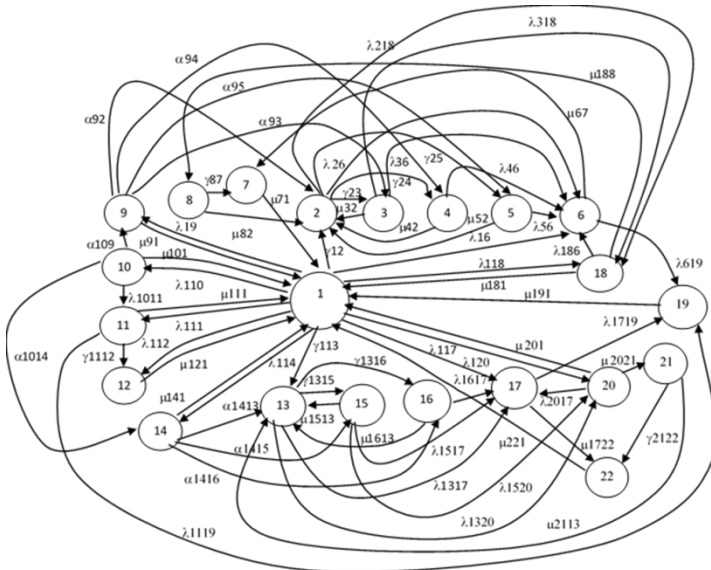 λ318
λ218
α94
μ188
α95
α92
μ67
α93
λ26
λ36
γ25
λ46
γ87
7
γ23
γ24
8
μ71
μ32
9
2
3
4
5
6
λ19
μ42
μ52
λ56
μ82
γ12
λ16
μ91
α109
μ101
λ186
λ619
10
λ118
18
λ110
μ181
1
λ1011
μ111
μ191
19
11
λ111
λ1719
λ112
γ113
λ117
μ201
γ1112
μ121
λ114
γ1316
λ120
μ2021
21
α1014
12
γ1315
λ1617
17
20
μ141
α1413
13
15
16
λ2017
μ1513
14
μ1613
μ221
μ1722
γ2122
α1415
λ1517
22
α1416
λ1317
λ1520
λ1320
μ2113
λ1119